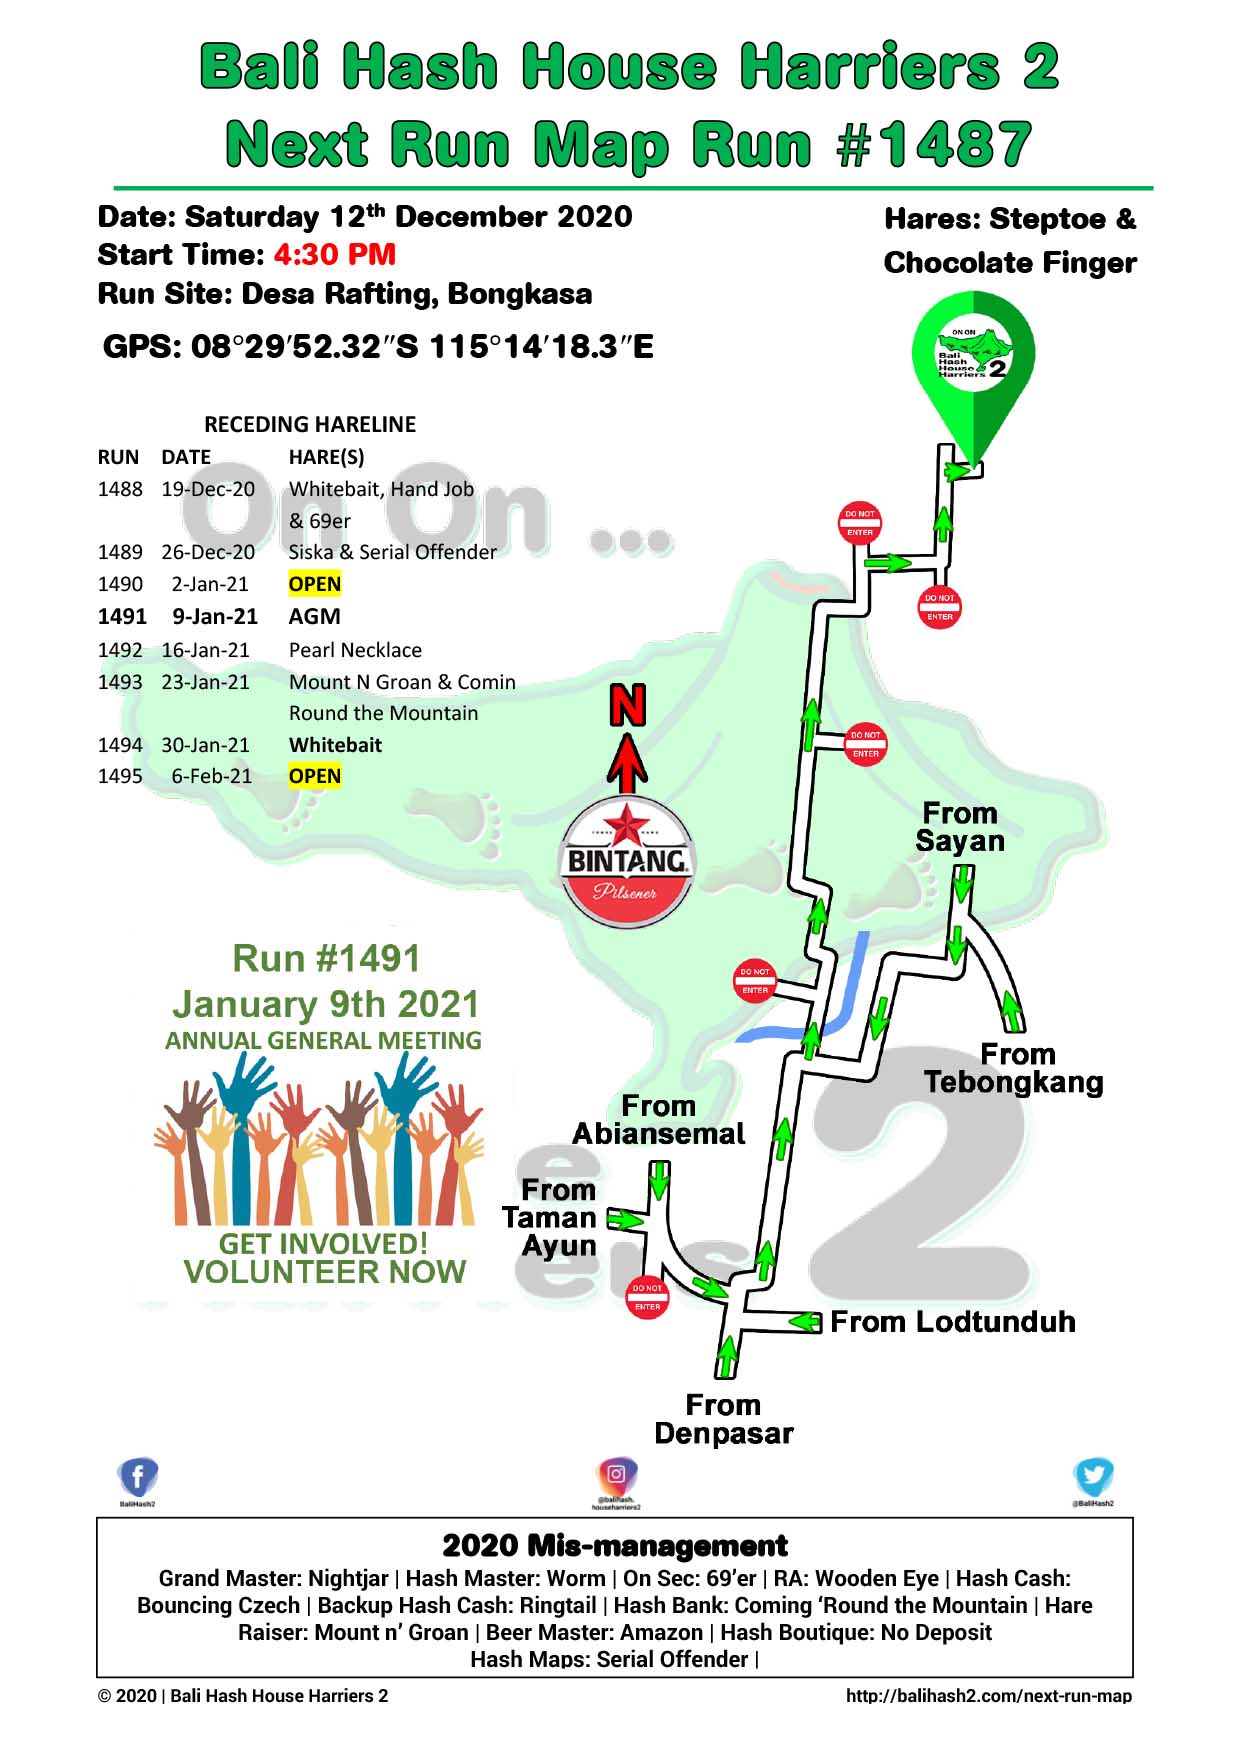 Bali Hash House Harriers 2
Next Run Map Run #1487
Date: Saturday 12th December 2020
Start Time: 4:30 PM
Run Site: Desa Rafting, Bongkasa
GPS: 08°29′52.32″S 115°14′18.3″E
Hares: Steptoe &
Chocolate Finger
ON ON
Bali
Hash
House
Harriers 2
RECEDING HARELINE
RUN DATE HARE(S)
1488 19-Dec-20 Whitebait, Hand Job
& 69er
1489 26-Dec-20 Siska & Serial Offender
1490 2-Jan-21 OPEN
1491 9-Jan-21 AGM
1492 16-Jan-21 Pearl Necklace
1493 23-Jan-21 Mount N Groan & Comin
Round the Mountain
1494 30-Jan-21 Whitebait
1495 6-Feb-21 OPEN
On On ...
DO NOT
ENTER
DO NOT
ENTER
DO NOT
ENTER
N
TRADE MARK
BINTANG
Pilsener
From
Sayan
DO NOT
ENTER
From
Tebongkang
Run #1491
January 9th 2021
ANNUAL GENERAL MEETING
GET INVOLVED!
VOLUNTEER NOW
From
Abiansemal
From
Taman
Ayun
DO NOT
ENTER
2
From Lodtunduh
From
Denpasar
BaliHash2
@balihash.
househarriers2
@BaliHash2
2020 Mis-management
Grand Master: Nightjar | Hash Master: Worm | On Sec: 69’er | RA: Wooden Eye | Hash Cash:
Bouncing Czech | Backup Hash Cash: Ringtail | Hash Bank: Coming ‘Round the Mountain | Hare
Raiser: Mount n’ Groan | Beer Master: Amazon | Hash Boutique: No Deposit
Hash Maps: Serial Offender |
© 2020 | Bali Hash House Harriers 2
http://balihash2.com/next-run-map